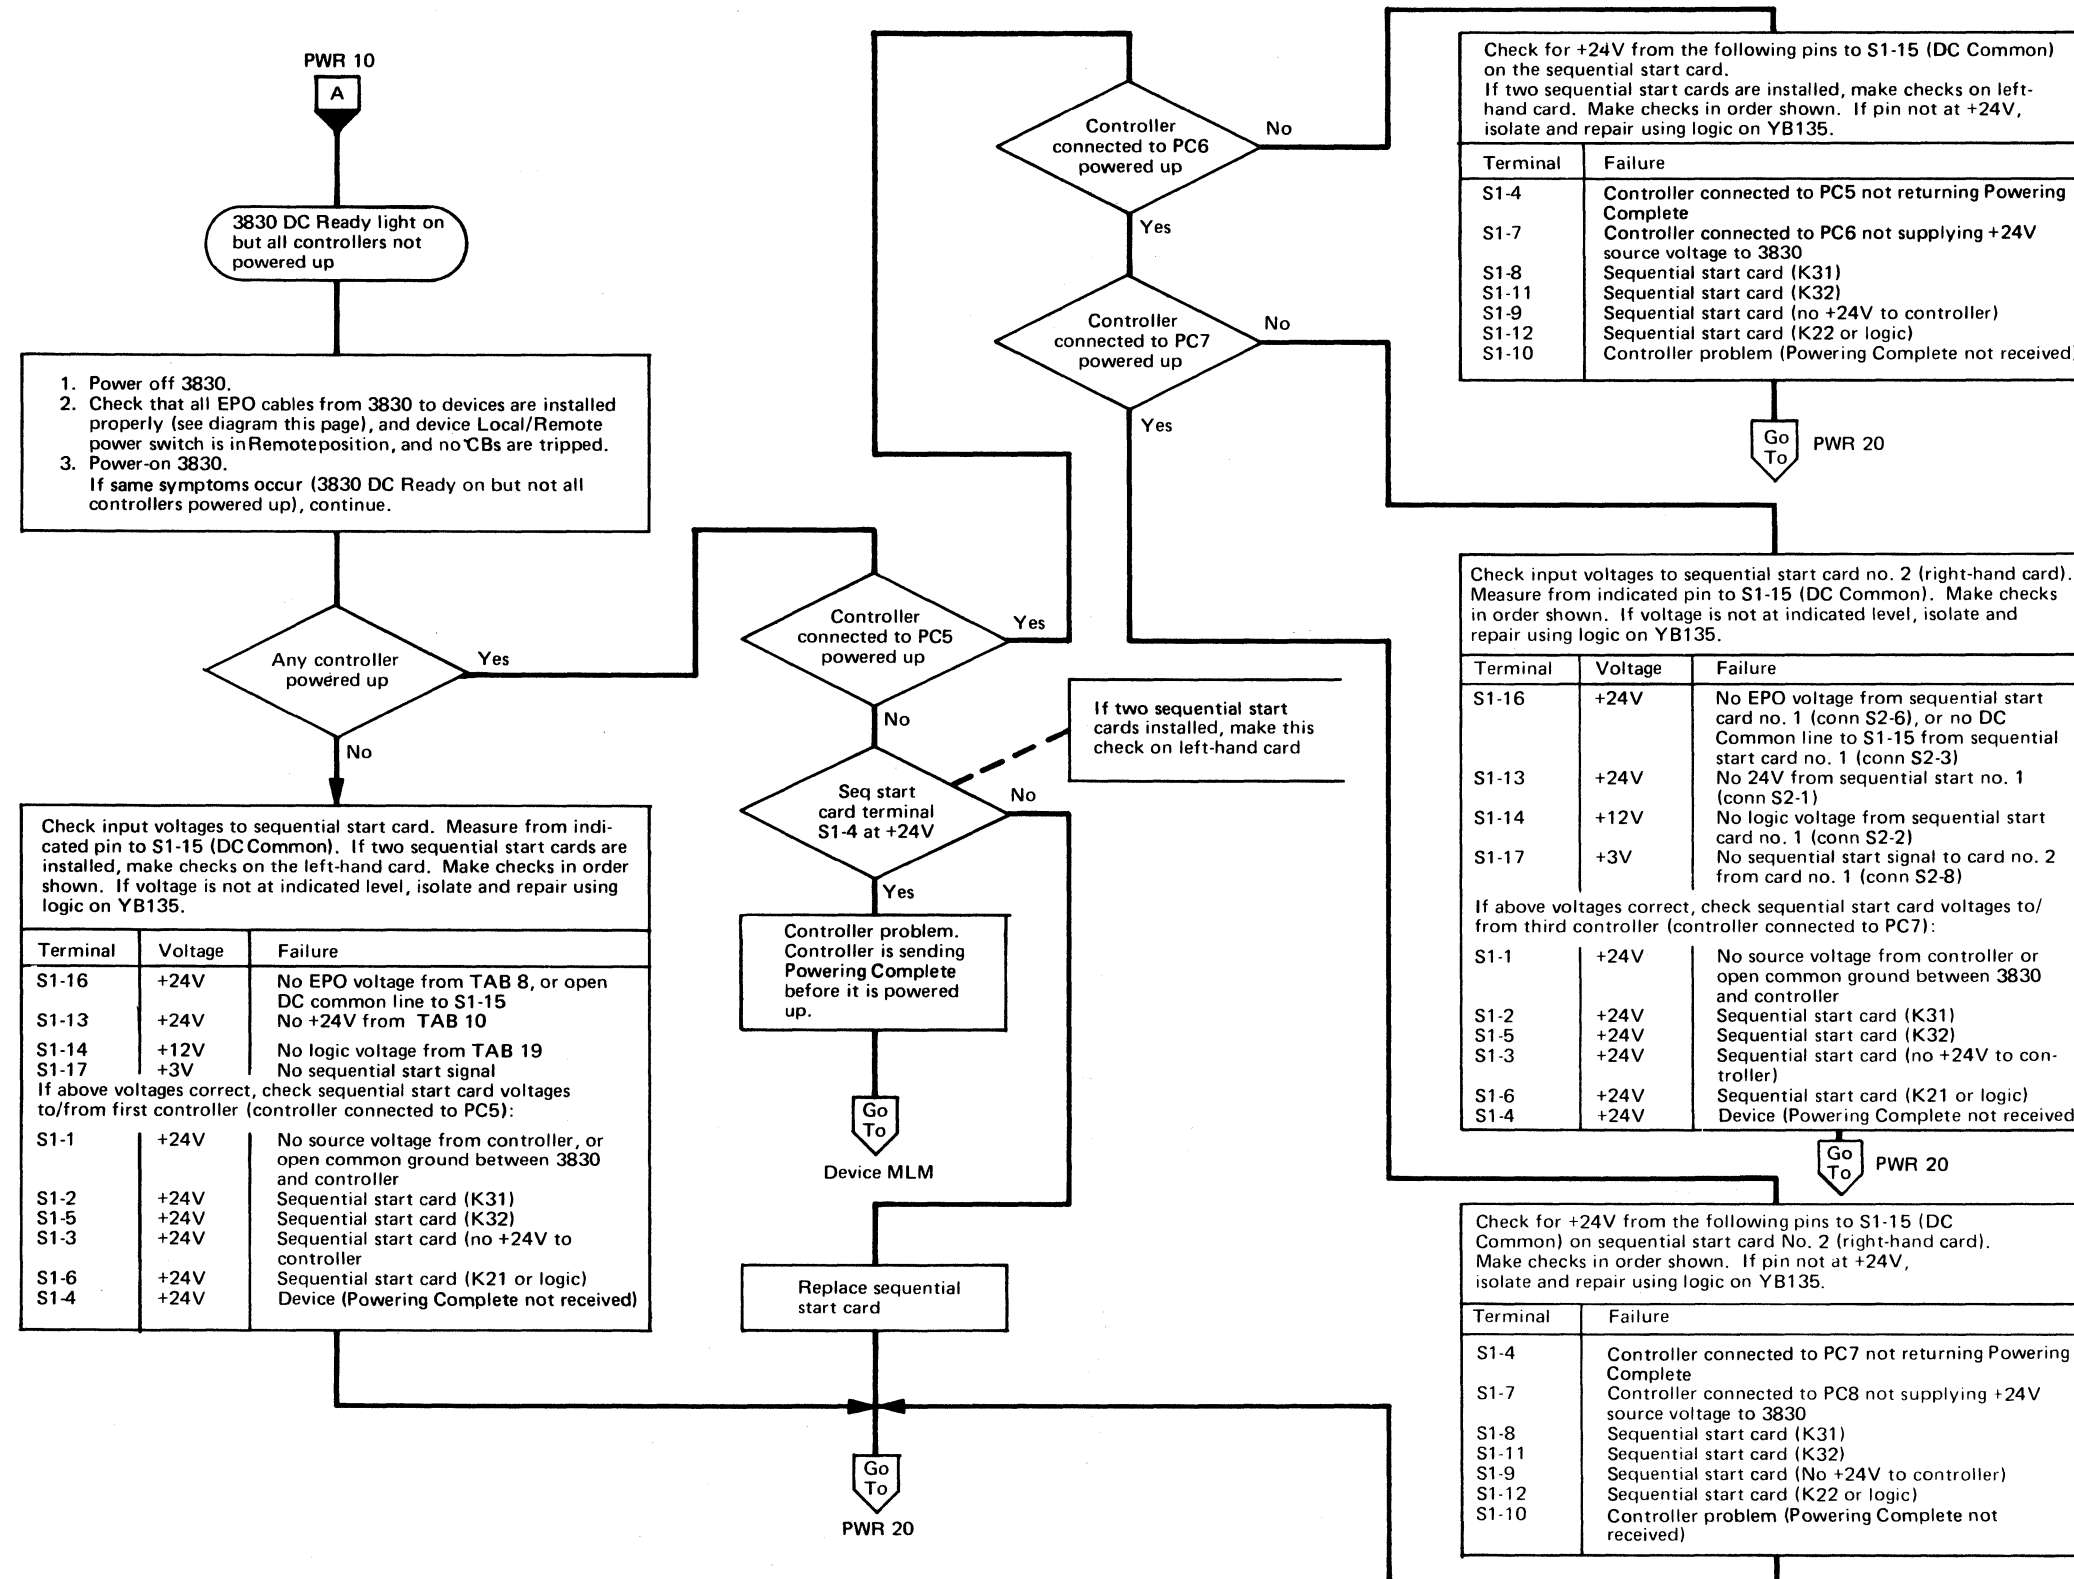 PWR 10
A
3830 DC Ready light on
but all controllers not
powered up
1. Power off 3830.
2. Check that all EPO cables from 3830 to devices are installed
properly (see diagram this page), and device Local/Remote
power switch is in Remote position, and no CBs are tripped.
3. Power-on 3830.
If same symptoms occur (3830 DC Ready on but not all
controllers powered up), continue.
Any controller
powered up
Yes
No
Check input voltages to sequential start card. Measure from indi-
cated pin to S1-15 (DC Common). If two sequential start cards are
installed, make checks on the left-hand card. Make checks in order
shown. If voltage is not at indicated level, isolate and repair using
logic on YB135.
Terminal Voltage Failure
S1-16 +24V No EPO voltage from TAB 8, or open
DC common line to S1-15
S1-13 +24V No +24V from TAB 10
S1-14 +12V No logic voltage from TAB 19
S1-17 +3V No sequential start signal
If above voltages correct, check sequential start card voltages
to/from first controller (controller connected to PC5):
S1-1 +24V No source voltage from controller, or
open common ground between 3830
and controller
S1-2 +24V Sequential start card (K31)
S1-5 +24V Sequential start card (K32)
S1-3 +24V Sequential start card (no +24V to
controller
S1-6 +24V Sequential start card (K21 or logic)
S1-4 +24V Device (Powering Complete not received)
Controller
connected to PC5
powered up
Yes
No
If two sequential start
cards installed, make this
check on left-hand card
Seq start
card terminal
S1-4 at +24V
No
Yes
Controller problem.
Controller is sending
Powering Complete
before it is powered
up.
Go
To
Device MLM
Replace sequential
start card
Go
To
PWR 20
Controller
connected to PC6
powered up
No
Yes
Controller
connected to PC7
powered up
No
Yes
Check for +24V from the following pins to S1-15 (DC Common)
on the sequential start card.
If two sequential start cards are installed, make checks on left-
hand card. Make checks in order shown. If pin not at +24V,
isolate and repair using logic on YB135.
Terminal Failure
S1-4 Controller connected to PC5 not returning Powering
Complete
S1-7 Controller connected to PC6 not supplying +24V
source voltage to 3830
S1-8 Sequential start card (K31)
S1-11 Sequential start card (K32)
S1-9 Sequential start card (no +24V to controller)
S1-12 Sequential start card (K22 or logic)
S1-10 Controller problem (Powering Complete not received)
Go
To
PWR 20
Check input voltages to sequential start card no. 2 (right-hand card).
Measure from indicated pin to S1-15 (DC Common). Make checks
in order shown. If voltage is not at indicated level, isolate and
repair using logic on YB135.
Terminal Voltage Failure
S1-16 +24V No EPO voltage from sequential start
card no. 1 (conn S2-6), or no DC
Common line to S1-15 from sequential
start card no. 1 (conn S2-3)
S1-13 +24V No 24V from sequential start no. 1
(conn S2-1)
S1-14 +12V No logic voltage from sequential start
card no. 1 (conn S2-2)
S1-17 +3V No sequential start signal to card no. 2
from card no. 1 (conn S2-8)
If above voltages correct, check sequential start card voltages to/
from third controller (controller connected to PC7):
S1-1 +24V No source voltage from controller or
open common ground between 3830
and controller
S1-2 +24V Sequential start card (K31)
S1-5 +24V Sequential start card (K32)
S1-3 +24V Sequential start card (no +24V to con-
troller)
S1-6 +24V Sequential start card (K21 or logic)
S1-4 +24V Device (Powering Complete not received
Go
To
PWR 20
Check for +24V from the following pins to S1-15 (DC
Common) on sequential start card No. 2 (right-hand card).
Make checks in order shown. If pin not at +24V,
isolate and repair using logic on YB135.
Terminal Failure
S1-4 Controller connected to PC7 not returning Powering
Complete
S1-7 Controller connected to PC8 not supplying +24V
source voltage to 3830
S1-8 Sequential start card (K31)
S1-11 Sequential start card (K32)
S1-9 Sequential start card (No +24V to controller)
S1-12 Sequential start card (K22 or logic)
S1-10 Controller problem (Powering Complete not
received)